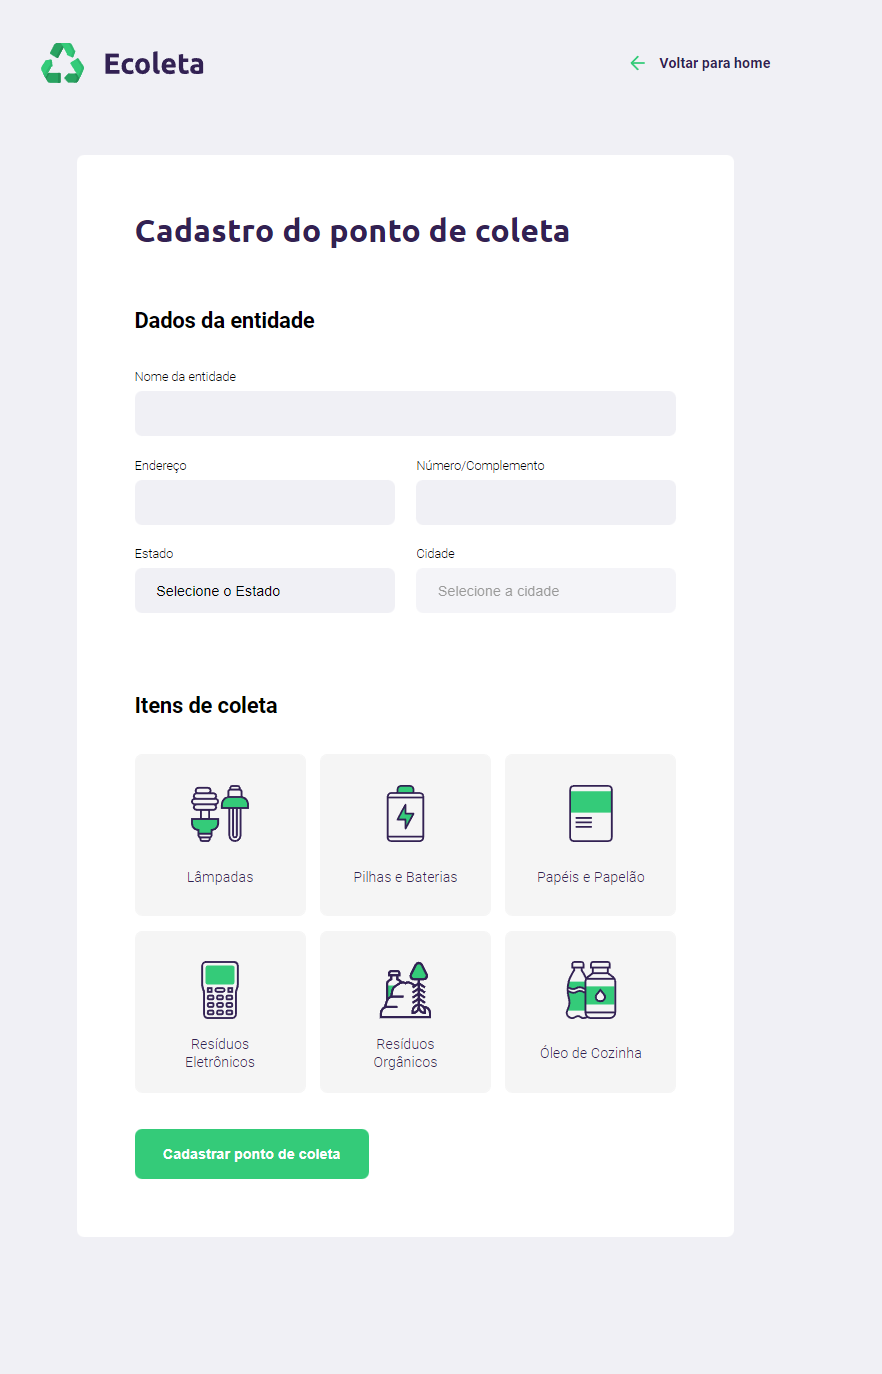 Ecoleta
Voltar para home
Cadastro do ponto de coleta
Dados da entidade
Nome da entidade
Endereço
Número/Complemento
Estado
Cidade
Selecione o Estado
Selecione a cidade
Itens de coleta
Lâmpadas
Pilhas e Baterias
Papéis e Papelão
Resíduos
Eletrônicos
Resíduos
Orgânicos
Óleo de Cozinha
Cadastrar ponto de coleta